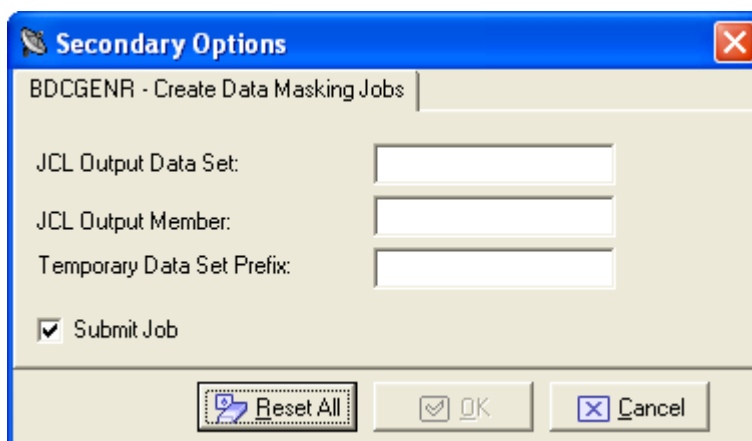 Secondary Options
BDCGENR - Create Data Masking Jobs
JCL Output Data Set:
JCL Output Member:
Temporary Data Set Prefix:
Submit Job
Reset All OK Cancel